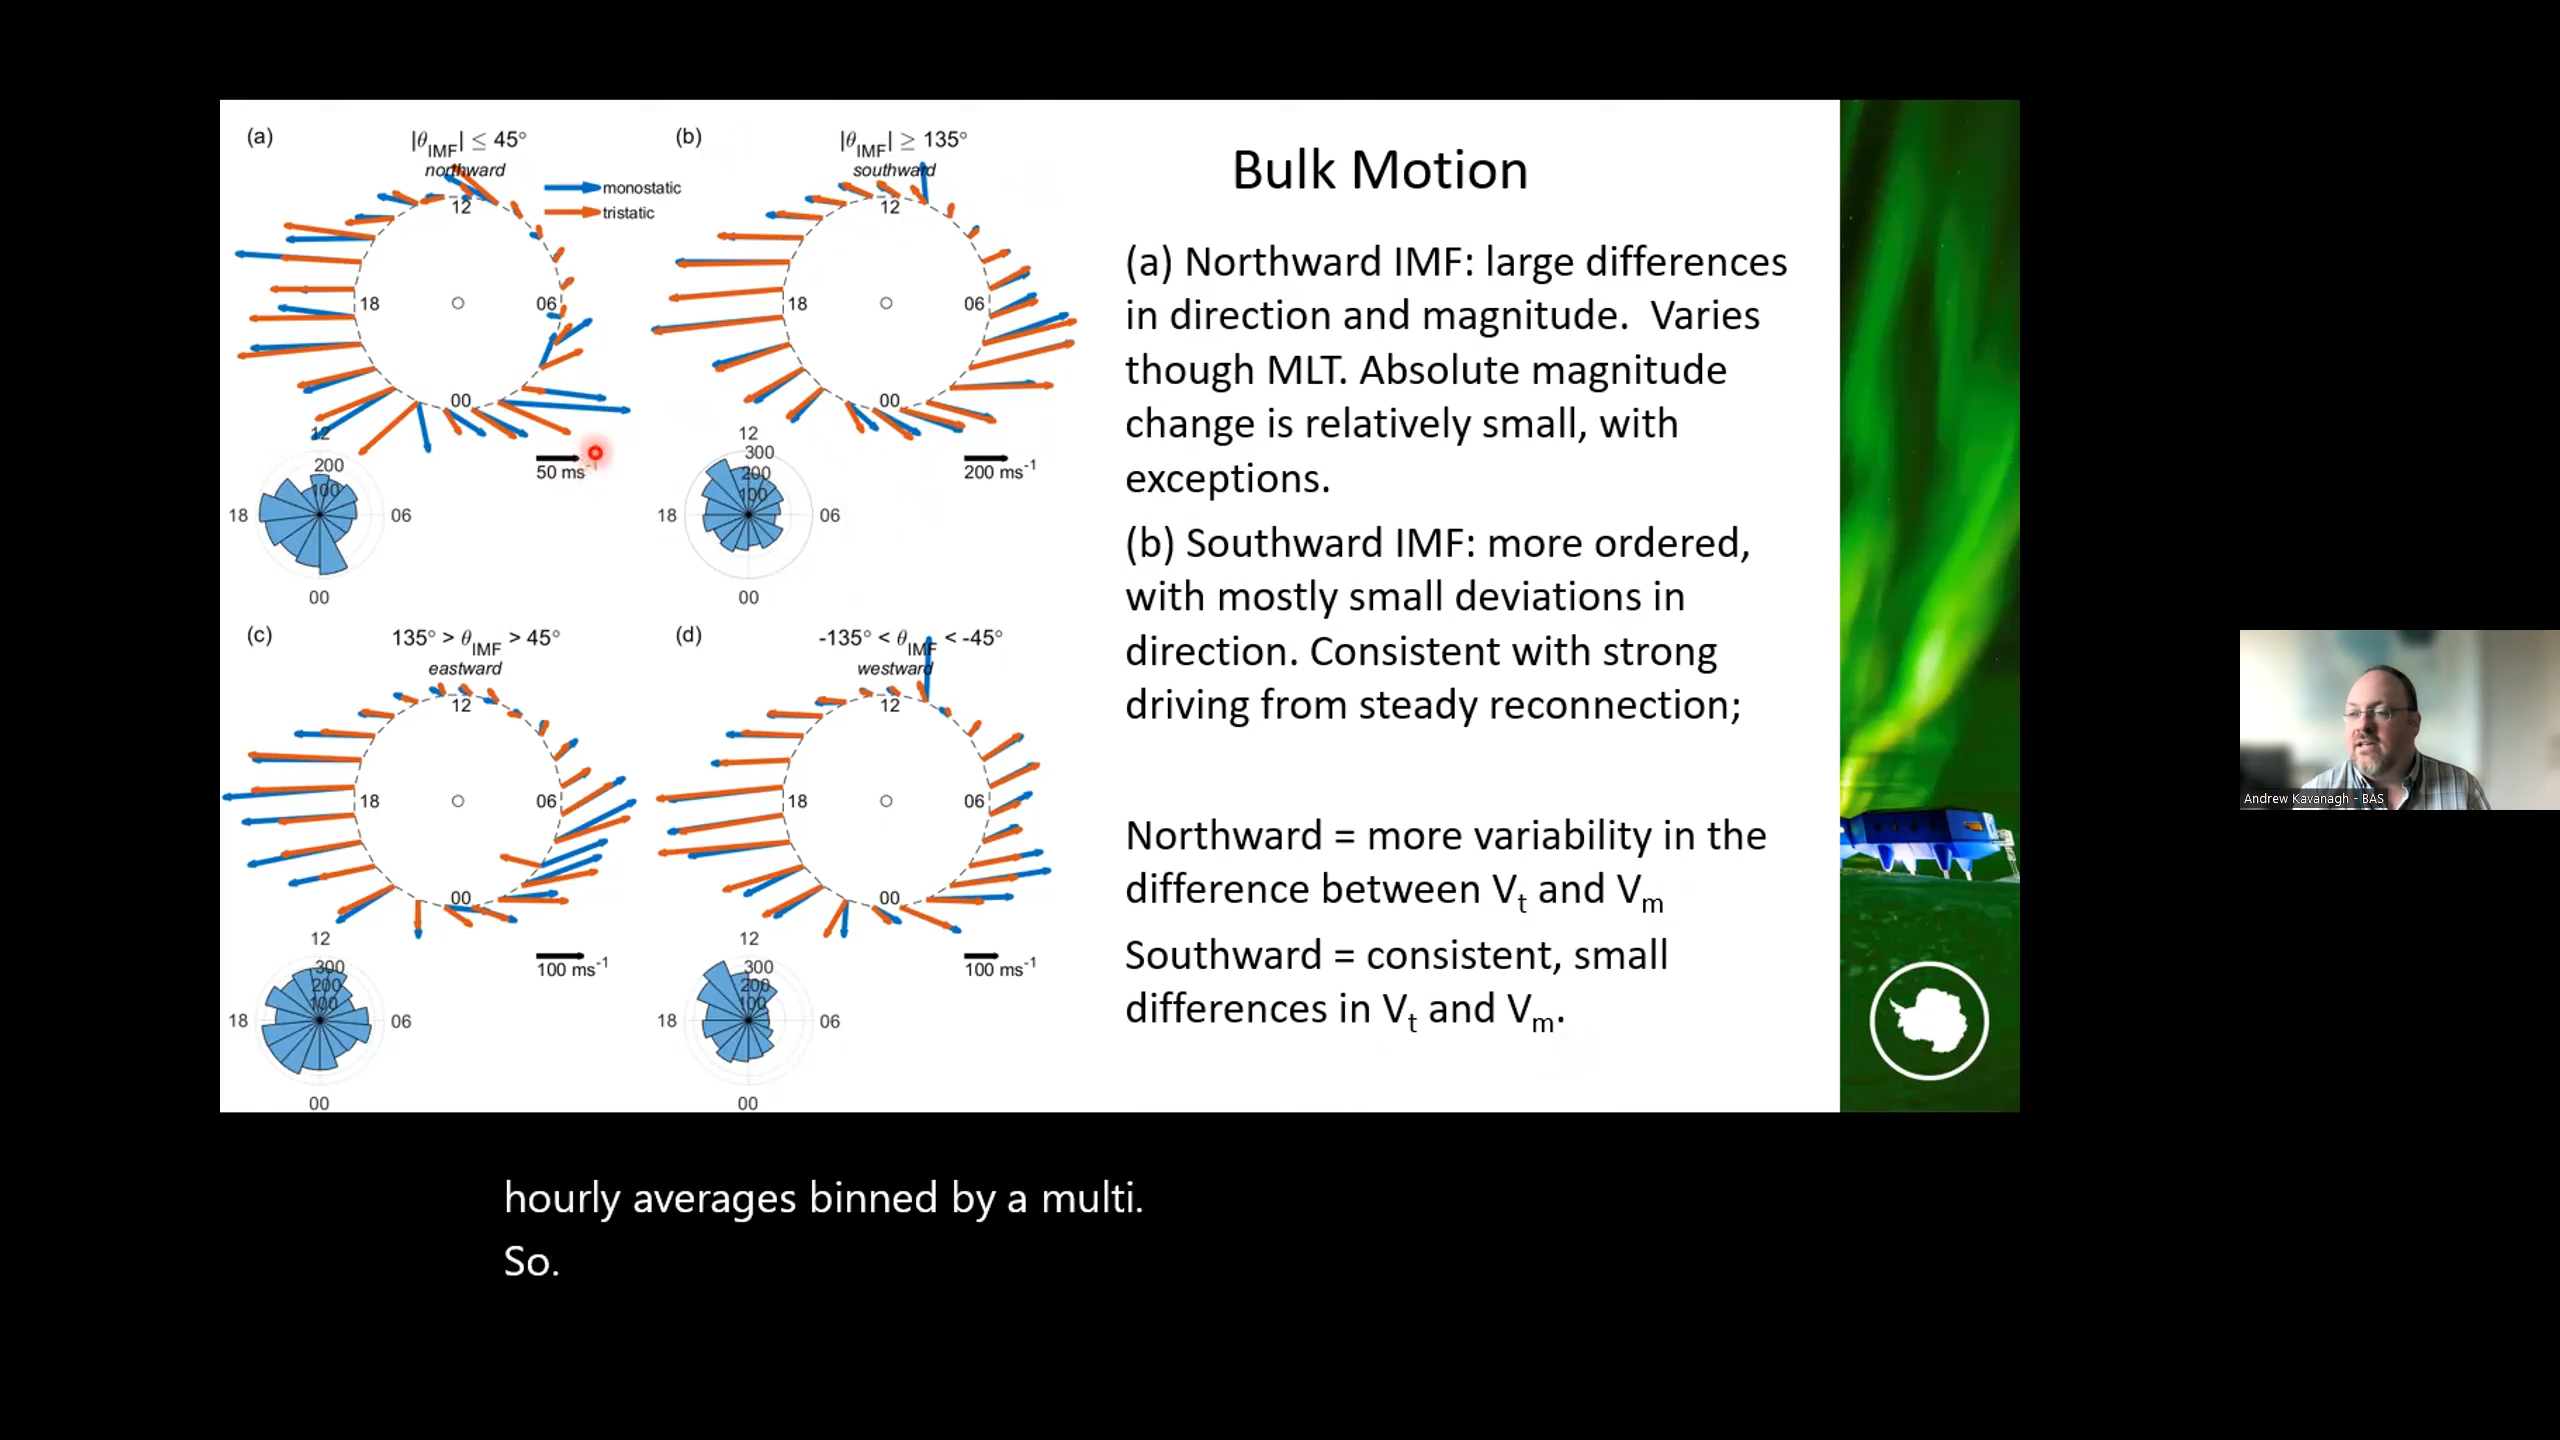 (a)
|θIMF| ≤ 45°
northward
monostatic
tristatic
12
18
06
00
50 ms-1
12
200
100
18
06
00
(b)
|θIMF| ≥ 135°
southward
12
18
06
00
200 ms-1
12
300
200
100
18
06
00
(c)
135° > θIMF > 45°
eastward
12
18
06
00
100 ms-1
12
300
200
100
18
06
00
(d)
-135° < θIMF < -45°
westward
12
18
06
00
100 ms-1
12
300
200
100
18
06
00
Bulk Motion
(a) Northward IMF: large differences
in direction and magnitude. Varies
though MLT. Absolute magnitude
change is relatively small, with
exceptions.
(b) Southward IMF: more ordered,
with mostly small deviations in
direction. Consistent with strong
driving from steady reconnection;
Northward = more variability in the
difference between Vt and Vm
Southward = consistent, small
differences in Vt and Vm.
Andrew Kavanagh - BAS
hourly averages binned by a multi.
So.